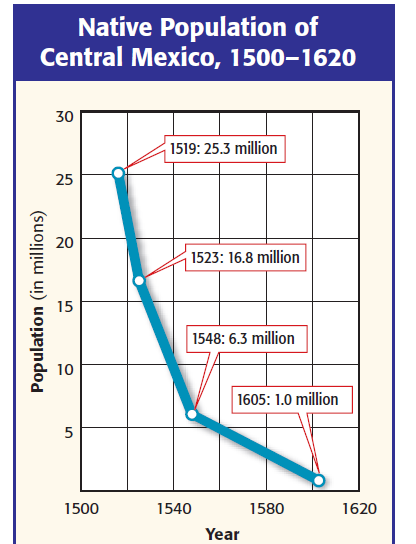 Native Population of
Central Mexico, 1500–1620
Population (in millions)
30
25
20
15
10
5
1519: 25.3 million
1523: 16.8 million
1548: 6.3 million
1605: 1.0 million
1500 1540 1580 1620
Year